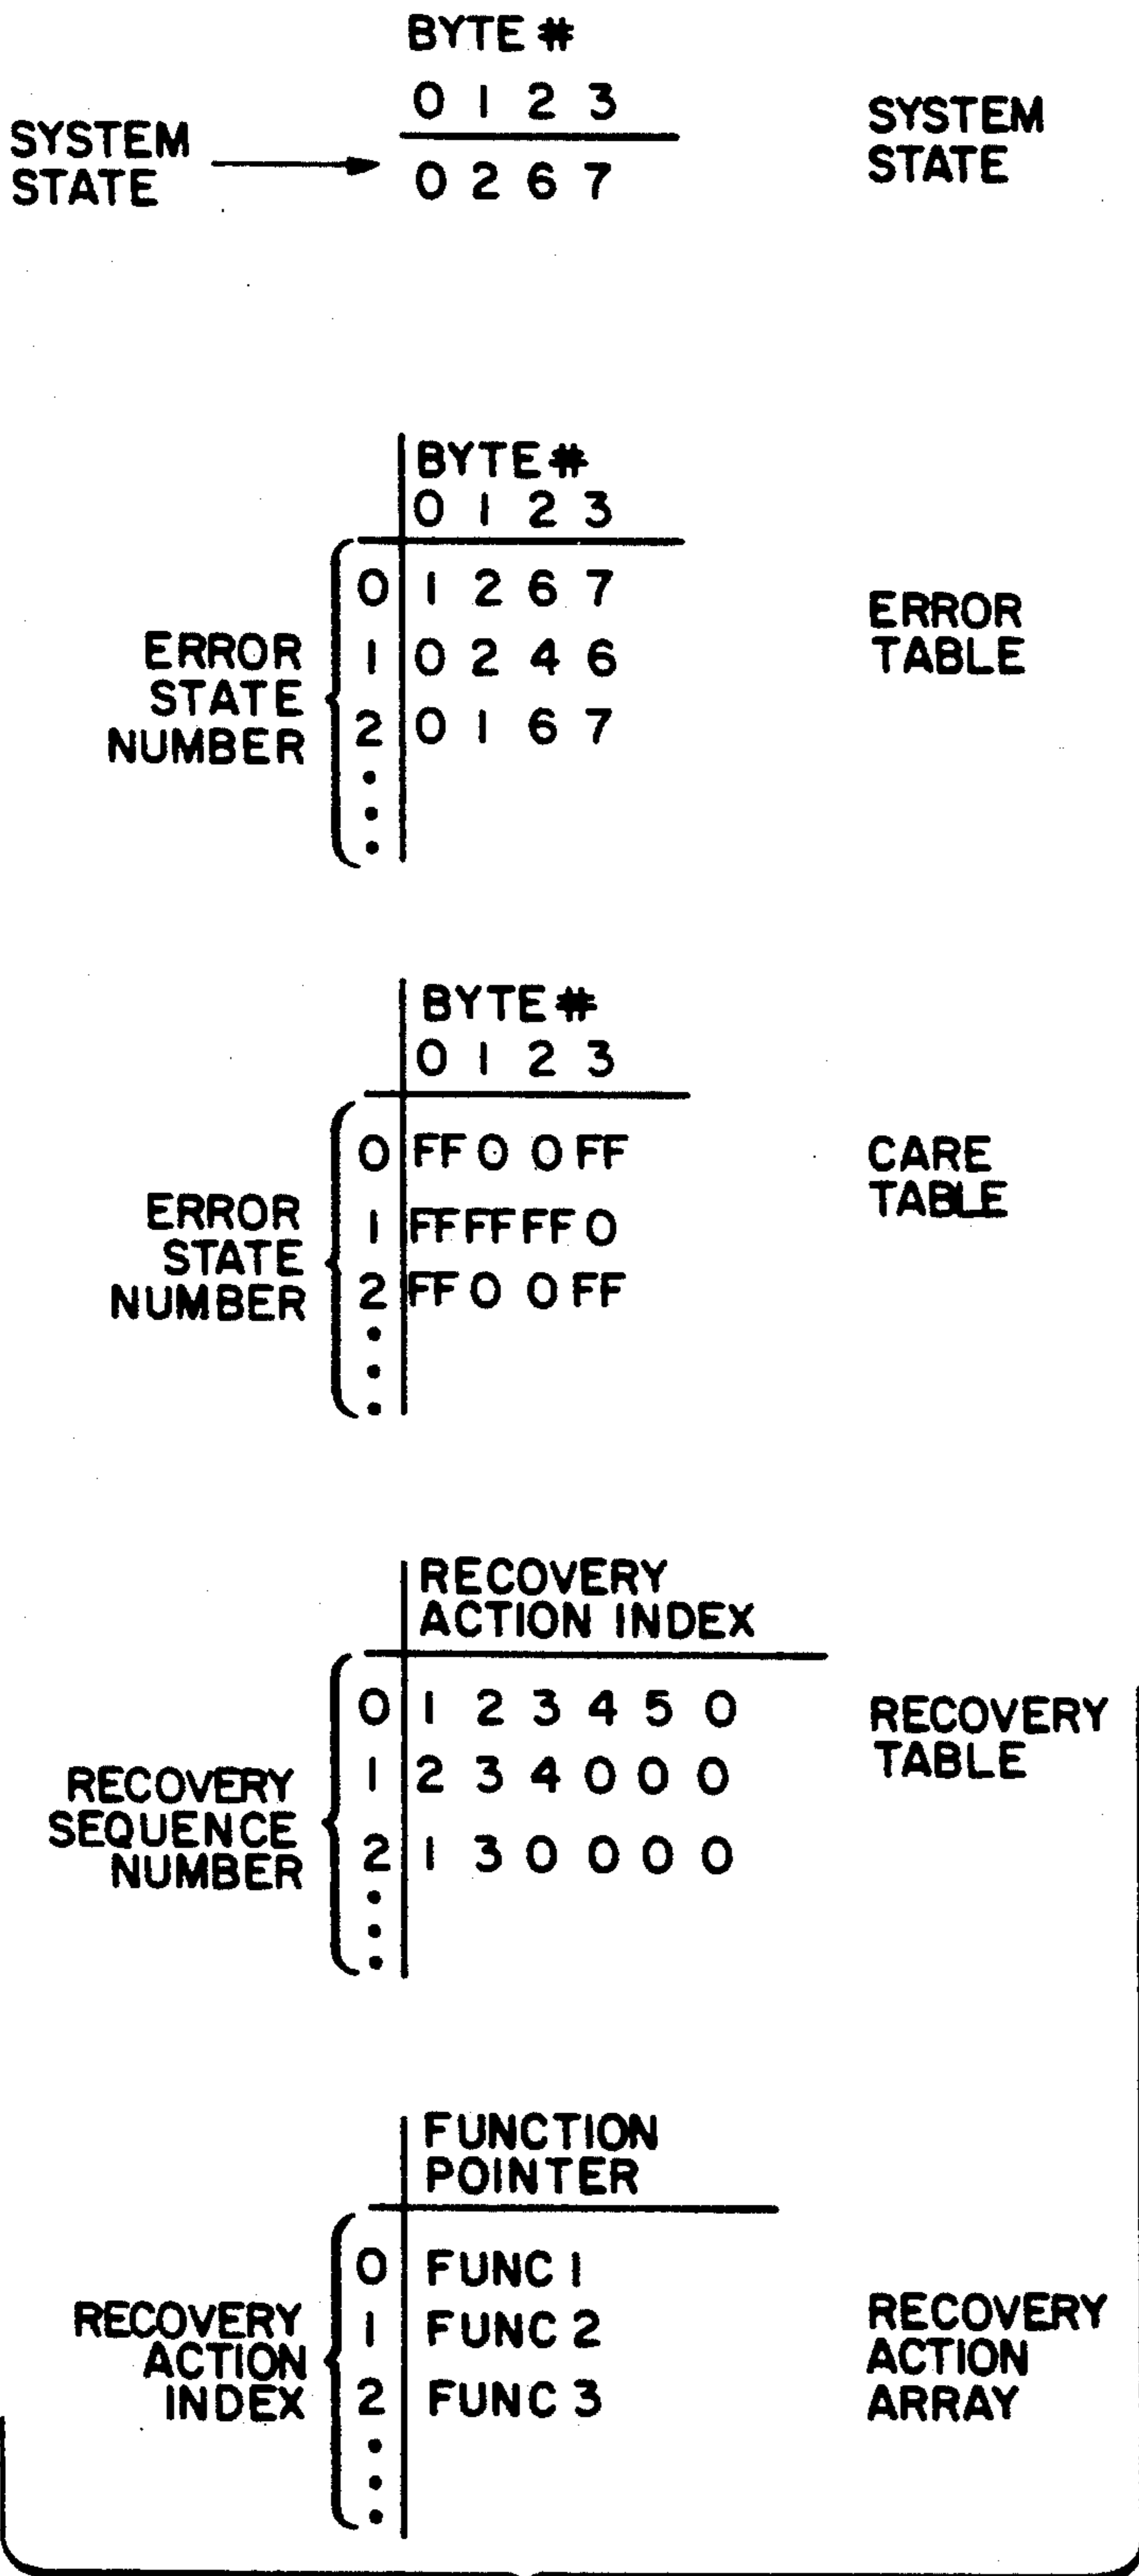 BYTE #
0 1 2 3
SYSTEM
STATE
0 2 6 7
SYSTEM
STATE
BYTE #
0 1 2 3
ERROR
STATE
NUMBER
0 1 2 6 7
1 0 2 4 6
2 0 1 6 7
ERROR
TABLE
BYTE #
0 1 2 3
ERROR
STATE
NUMBER
0 FF 0 0 FF
1 FF FF FF 0
2 FF 0 0 FF
CARE
TABLE
RECOVERY
ACTION INDEX
RECOVERY
SEQUENCE
NUMBER
0 1 2 3 4 5 0
1 2 3 4 0 0 0
2 1 3 0 0 0 0
RECOVERY
TABLE
FUNCTION
POINTER
RECOVERY
ACTION
INDEX
0 FUNC 1
1 FUNC 2
2 FUNC 3
RECOVERY
ACTION
ARRAY